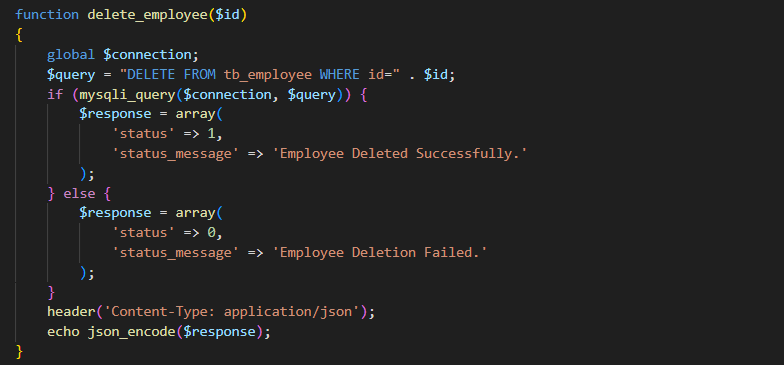 function delete_employee($id)
{
    global $connection;
    $query = "DELETE FROM tb_employee WHERE id=" . $id;
    if (mysqli_query($connection, $query)) {
        $response = array(
            'status' => 1,
            'status_message' => 'Employee Deleted Successfully.'
        );
    } else {
        $response = array(
            'status' => 0,
            'status_message' => 'Employee Deletion Failed.'
        );
    }
    header('Content-Type: application/json');
    echo json_encode($response);
}